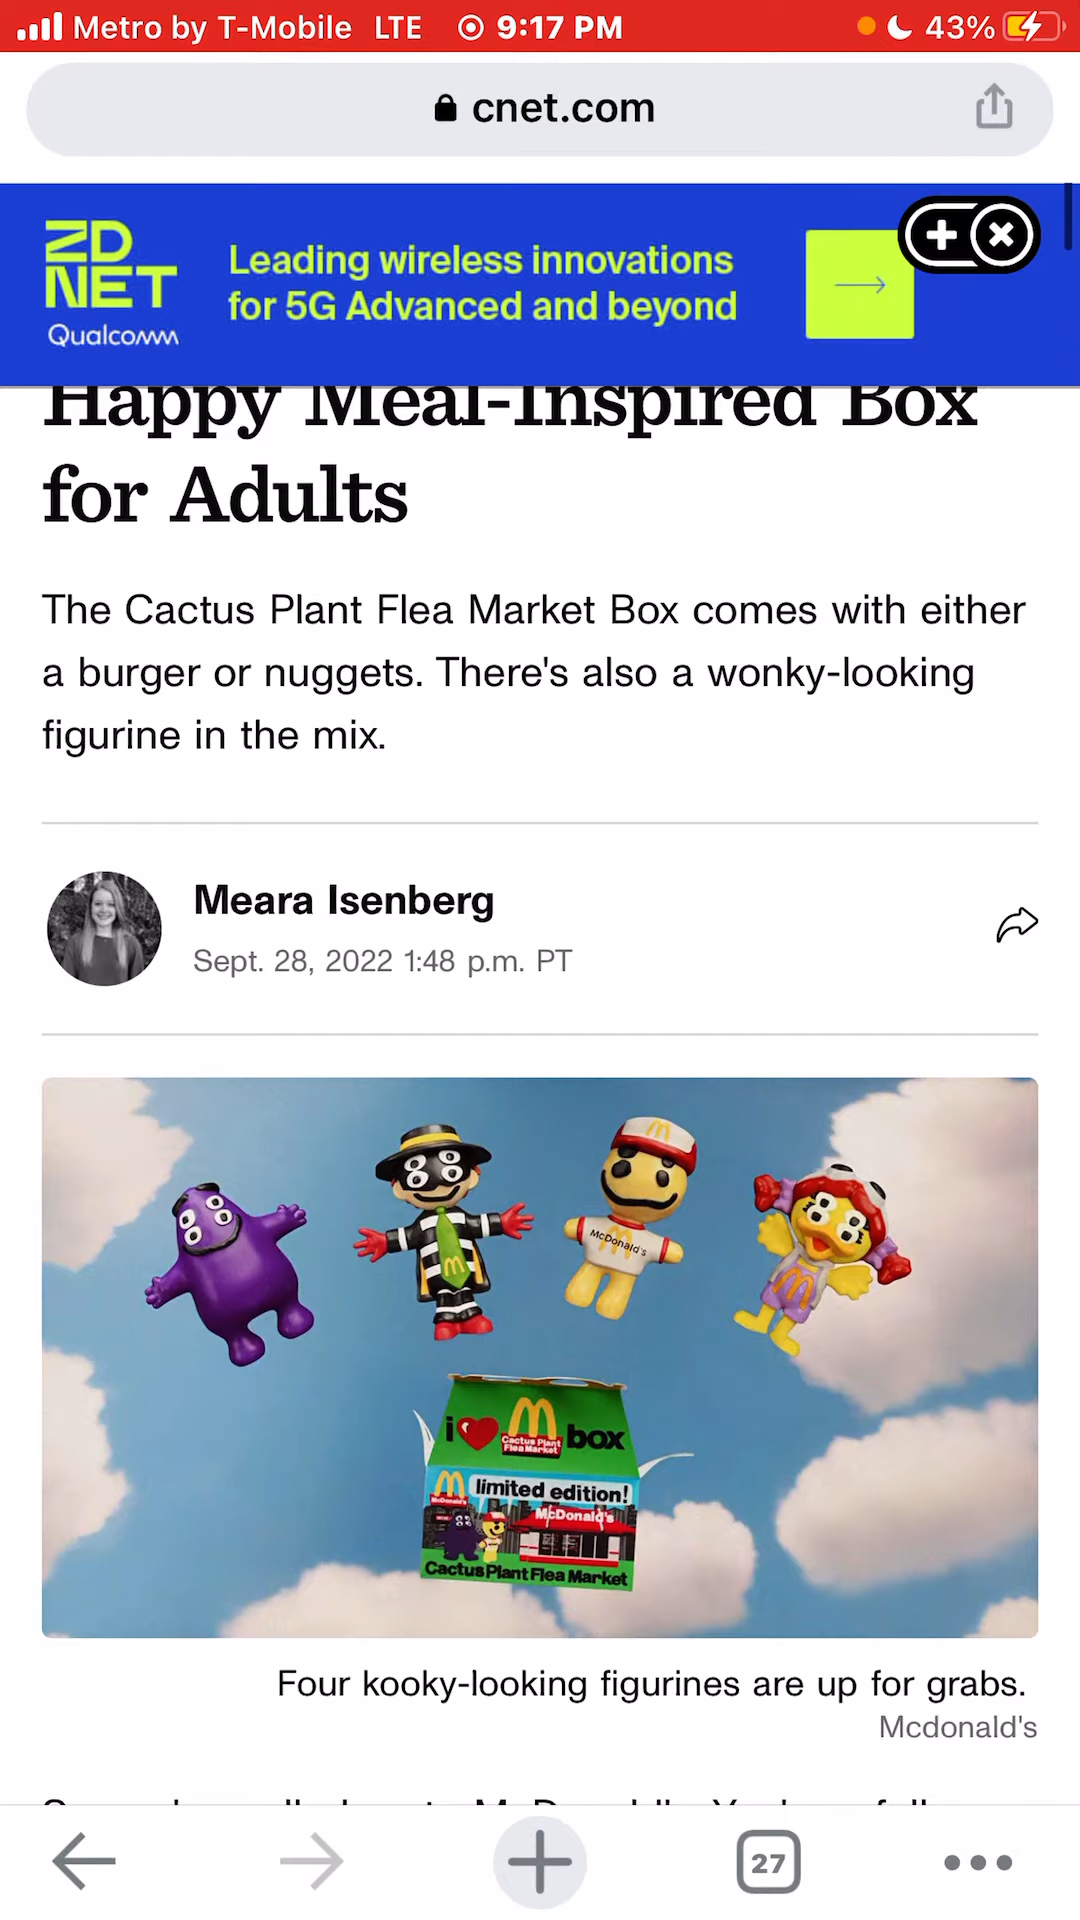 Metro by T-Mobile LTE 9:17 PM 43%
cnet.com
ZD
NET
Qualcomm
Leading wireless innovations
for 5G Advanced and beyond
Happy Meal-Inspired Box
for Adults
The Cactus Plant Flea Market Box comes with either
a burger or nuggets. There's also a wonky-looking
figurine in the mix.
Meara Isenberg
Sept. 28, 2022 1:48 p.m. PT
McDonald's
i box
Cactus Plant
Flea Market
limited edition!
McDonald's
McDonald's
Cactus Plant Flea Market
Four kooky-looking figurines are up for grabs.
Mcdonald's
27